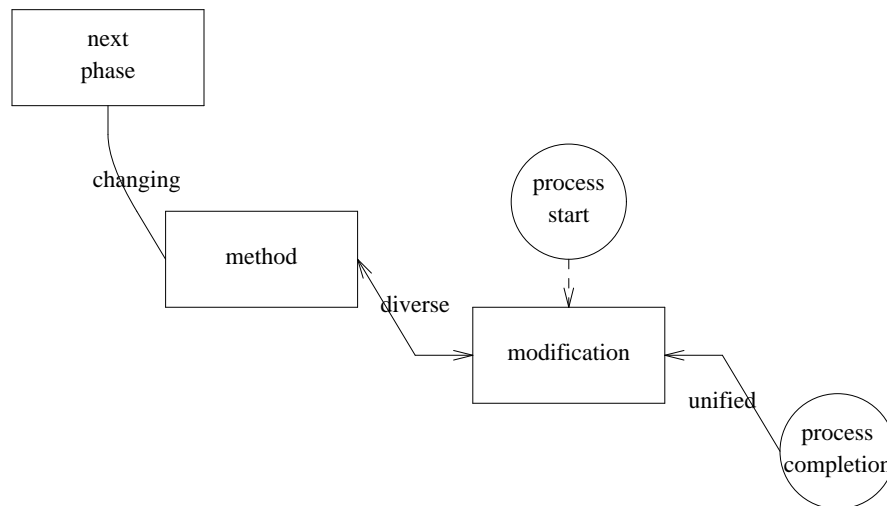 next
phase
changing
process
start
method
diverse
modification
unified
process
completion